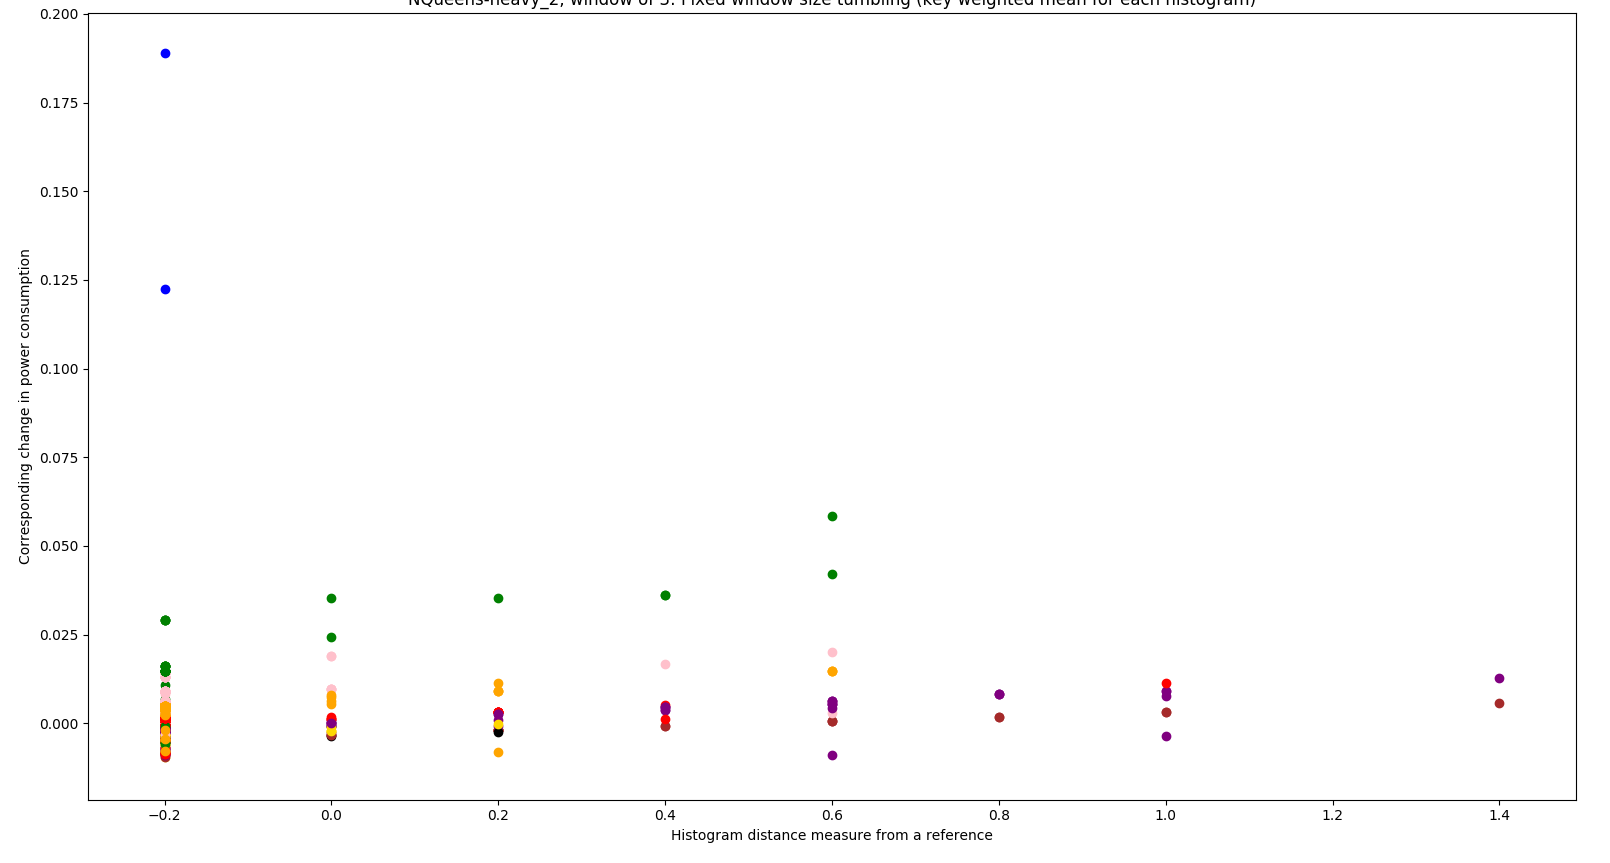 NQueens-heavy_2, window of 3: Fixed window size tumbling (key weighted mean for each histogram)
0.200
0.175
0.150
0.125
0.100
0.075
0.050
0.025
0.000
Corresponding change in power consumption
−0.2 0.0 0.2 0.4 0.6 0.8 1.0 1.2 1.4
Histogram distance measure from a reference